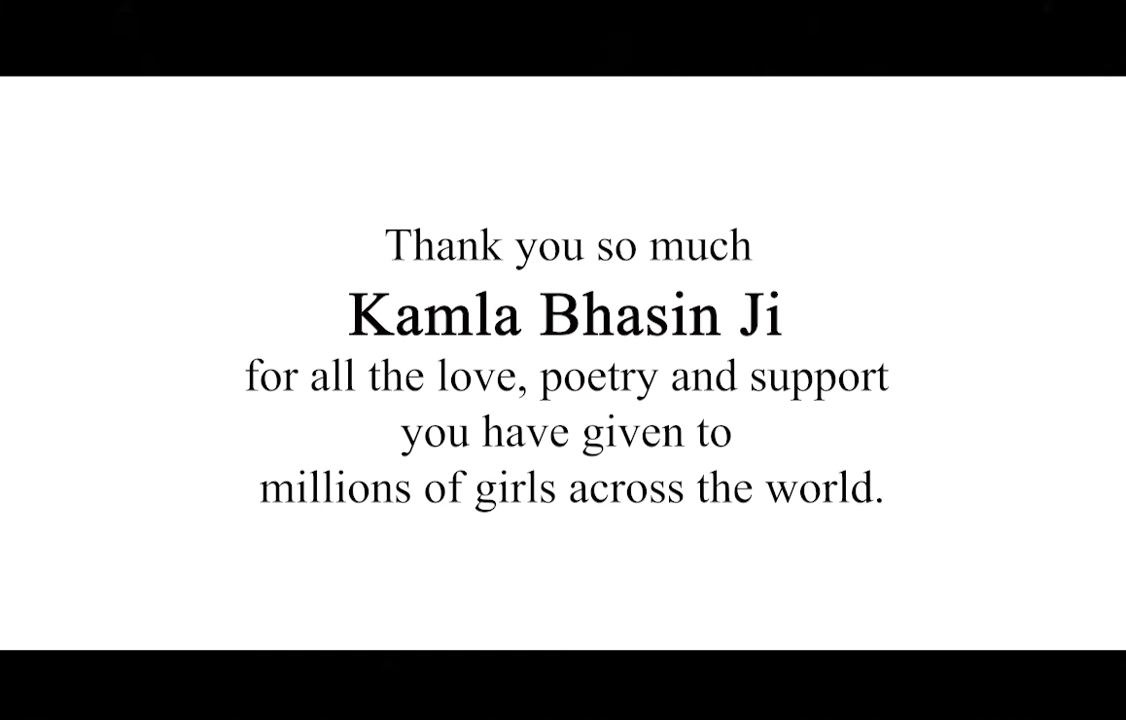 Thank you so much
Kamla Bhasin Ji
for all the love, poetry and support
you have given to
millions of girls across the world.